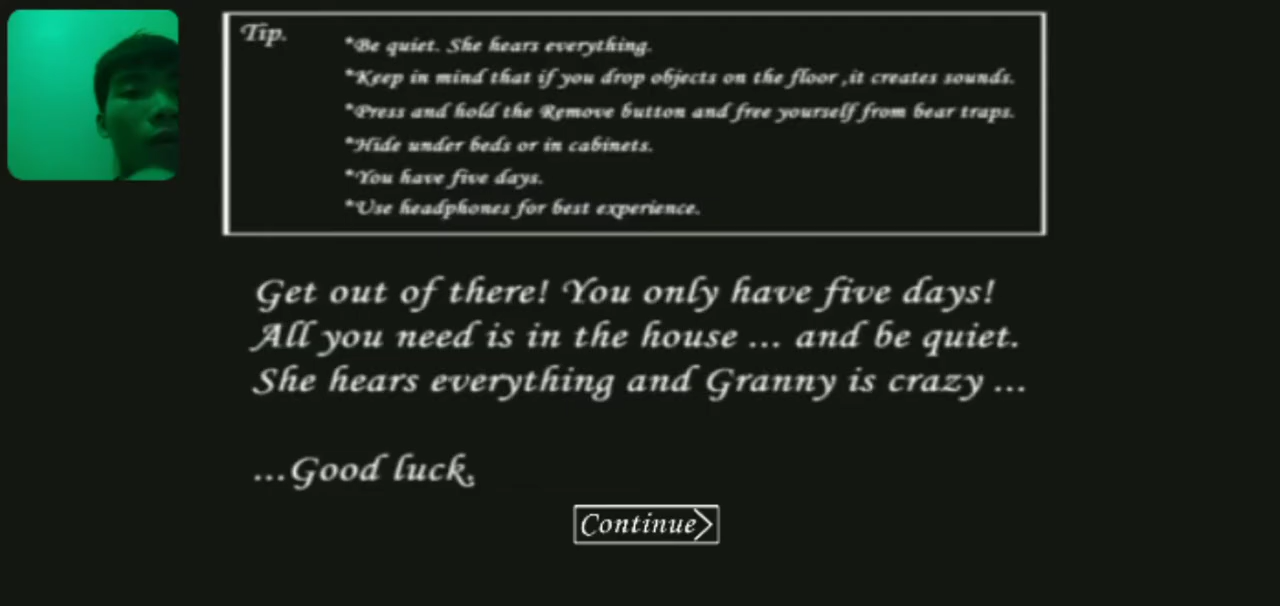 Tip.
*Be quiet. She hears everything.
*Keep in mind that if you drop objects on the floor ,it creates sounds.
*Press and hold the Remove button and free yourself from bear traps.
*Hide under beds or in cabinets.
*You have five days.
*Use headphones for best experience.
Get out of there! You only have five days!
All you need is in the house ... and be quiet.
She hears everything and Granny is crazy ...
...Good luck.
Continue>